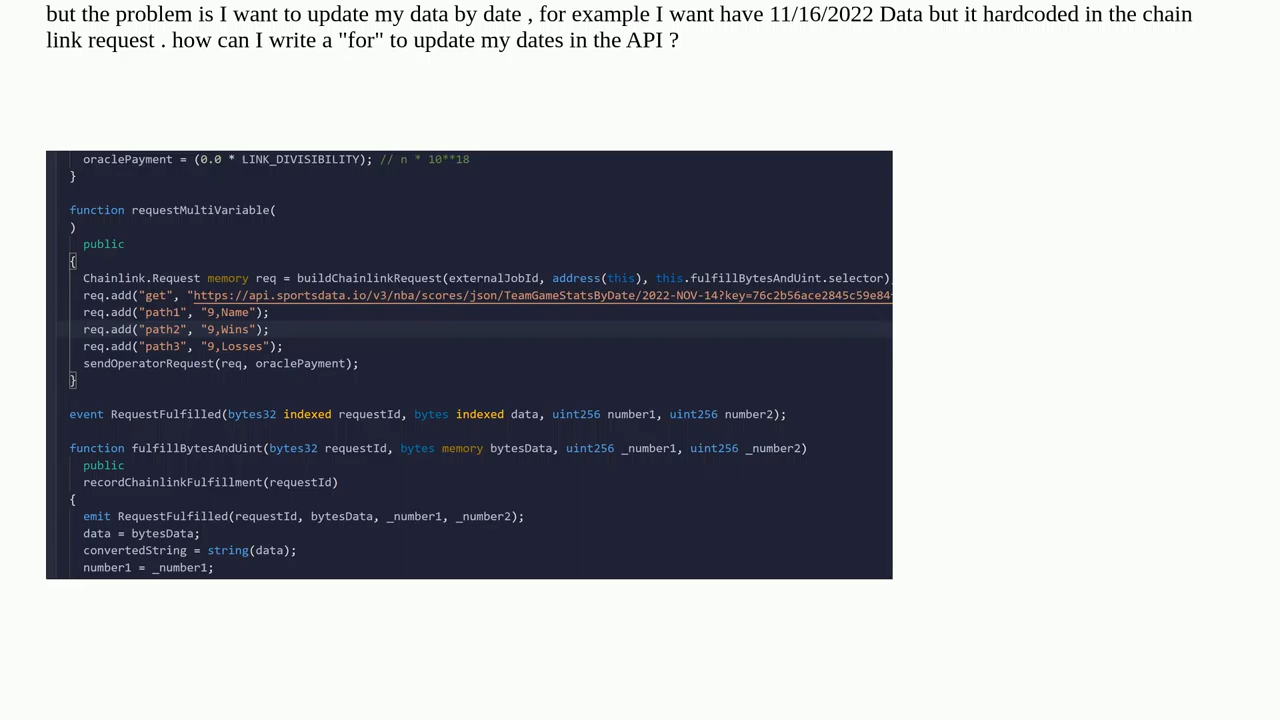 but the problem is I want to update my data by date , for example I want have 11/16/2022 Data but it hardcoded in the chain
link request . how can I write a "for" to update my dates in the API ?
oraclePayment = (0.0 * LINK_DIVISIBILITY); // n * 10**18
}
function requestMultiVariable(
)
public
{
Chainlink.Request memory req = buildChainlinkRequest(externalJobId, address(this), this.fulfillBytesAndUint.selector)
req.add("get", "https://api.sportsdata.io/v3/nba/scores/json/TeamGameStatsByDate/2022-NOV-14?key=76c2b56ace2845c59e84
req.add("path1", "9,Name");
req.add("path2", "9,Wins");
req.add("path3", "9,Losses");
sendOperatorRequest(req, oraclePayment);
}
event RequestFulfilled(bytes32 indexed requestId, bytes indexed data, uint256 number1, uint256 number2);
function fulfillBytesAndUint(bytes32 requestId, bytes memory bytesData, uint256 _number1, uint256 _number2)
public
recordChainlinkFulfillment(requestId)
{
emit RequestFulfilled(requestId, bytesData, _number1, _number2);
data = bytesData;
convertedString = string(data);
number1 = _number1;